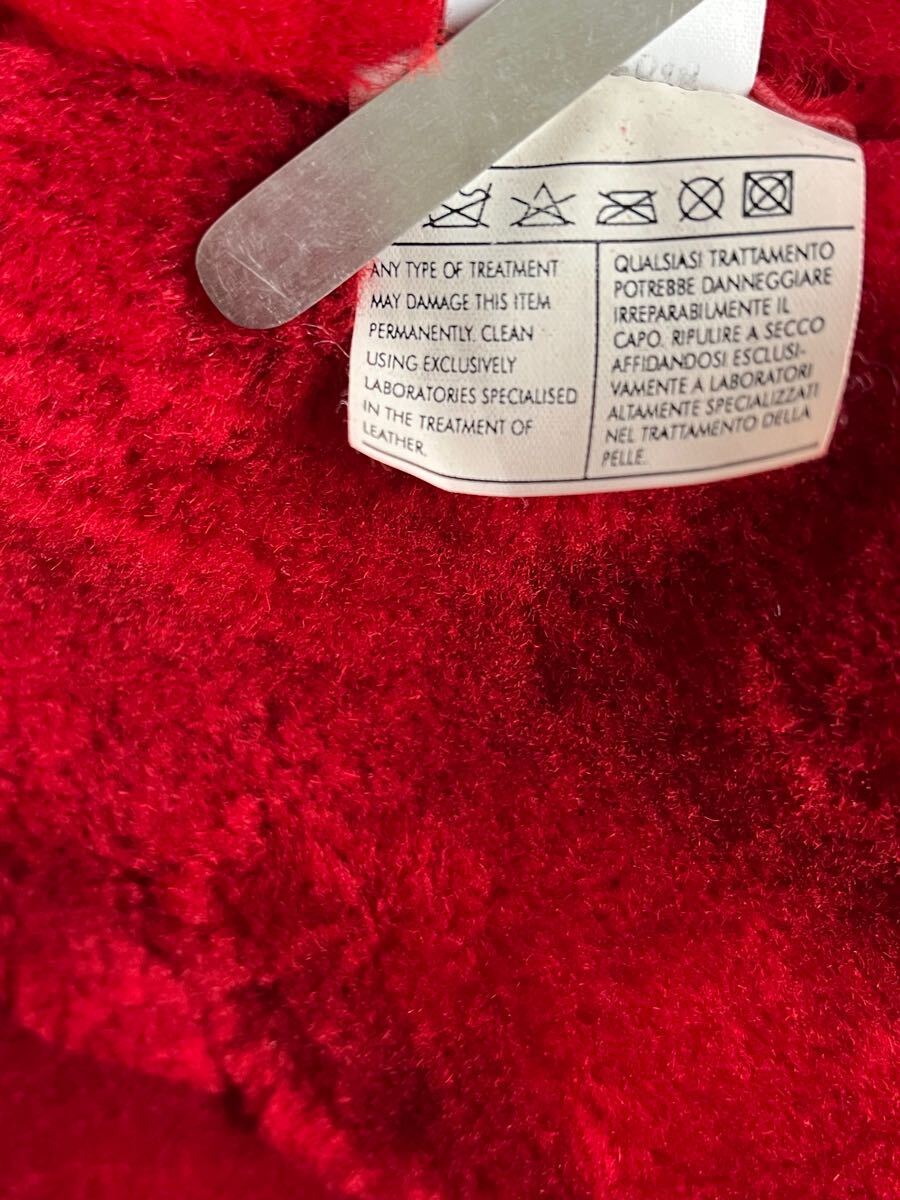 ANY TYPE OF TREATMENT
MAY DAMAGE THIS ITEM
PERMANENTLY. CLEAN
USING EXCLUSIVELY
LABORATORIES SPECIALISED
IN THE TREATMENT OF
LEATHER.
QUALSIASI TRATTAMENTO
POTREBBE DANNEGGIARE
IRREPARABILMENTE IL
CAPO. RIPULIRE A SECCO
AFFIDANDOSI ESCLUSI-
VAMENTE A LABORATORI
ALTAMENTE SPECIALIZZATI
NEL TRATTAMENTO DELLA
PELLE.